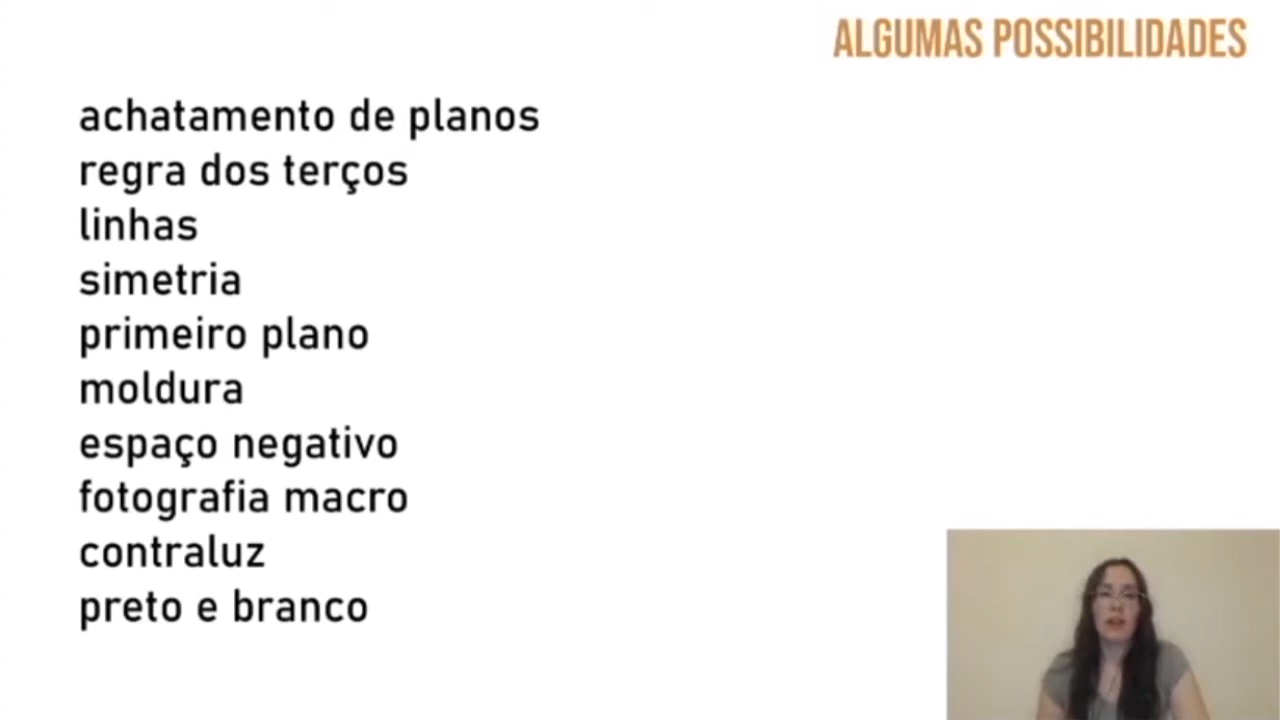 ALGUMAS POSSIBILIDADES
achatamento de planos
regra dos terços
linhas
simetria
primeiro plano
moldura
espaço negativo
fotografia macro
contraluz
preto e branco